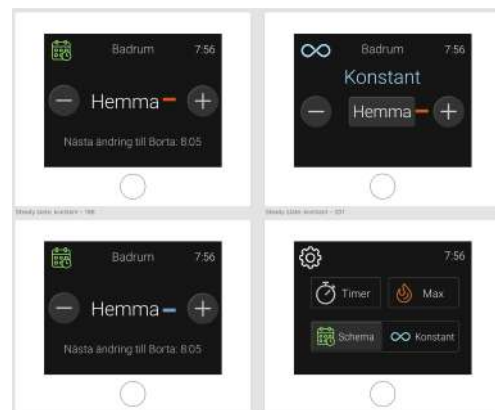 Badrum 7:56
Hemma
Nästa ändring till Borta: 8:05
Badrum 7:56
Konstant
Hemma
Badrum 7:56
Hemma
Nästa ändring till Borta: 8:05
7:56
Timer Max
Schema Konstant